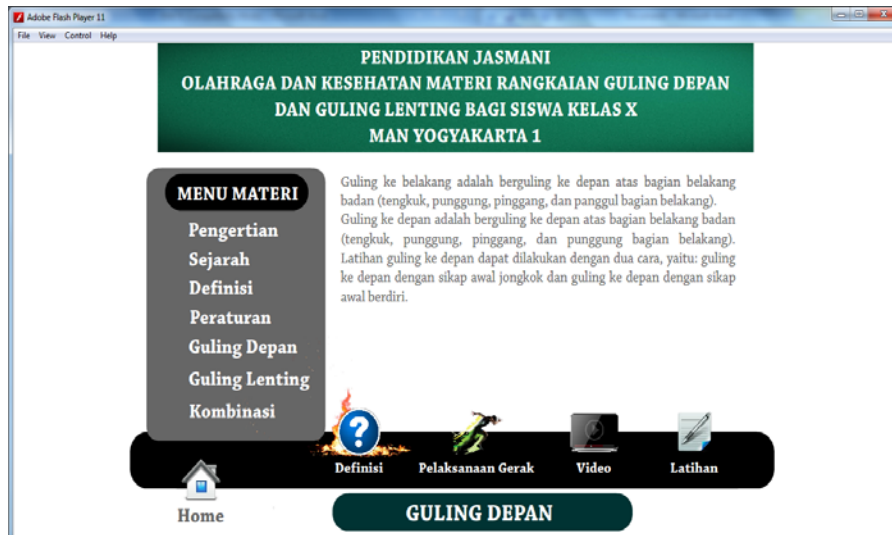 Adobe Flash Player 11
File View Control Help
PENDIDIKAN JASMANI
OLAHRAGA DAN KESEHATAN MATERI RANGKAIAN GULING DEPAN
DAN GULING LENTING BAGI SISWA KELAS X
MAN YOGYAKARTA 1
MENU MATERI
Pengertian
Sejarah
Definisi
Peraturan
Guling Depan
Guling Lenting
Kombinasi
Guling ke belakang adalah berguling ke depan atas bagian belakang
badan (tengkuk, punggung, pinggang, dan panggul bagian belakang).
Guling ke depan adalah berguling ke depan atas bagian belakang badan
(tengkuk, punggung, pinggang, dan punggung bagian belakang).
Latihan guling ke depan dapat dilakukan dengan dua cara, yaitu: guling
ke depan dengan sikap awal jongkok dan guling ke depan dengan sikap
awal berdiri.
?
Definisi
Pelaksanaan Gerak
Video
Latihan
Home
GULING DEPAN